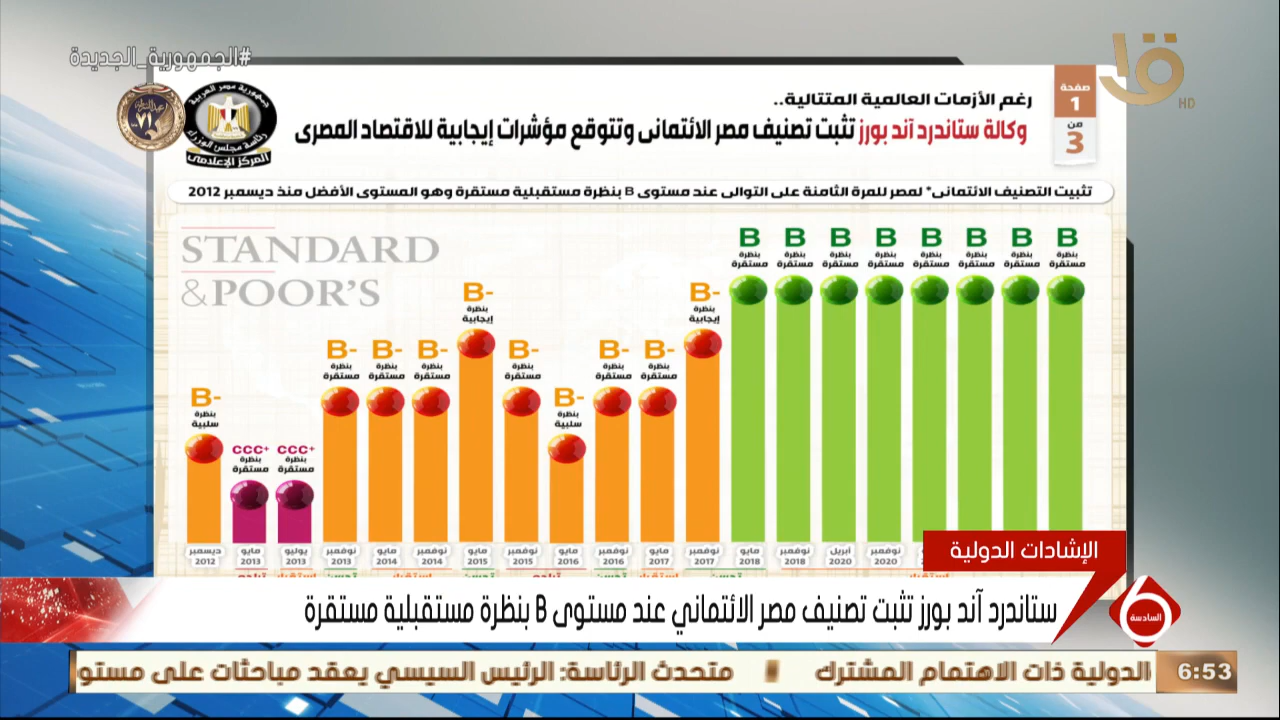 #الجمهورية_الجديدة
HD
صفحة
1
من
3
جمهورية مصر العربية
رئاسة مجلس الوزراء
المركز الإعلامى
رغم الأزمات العالمية المتتالية..
وكالة ستاندرد آند بورز تثبت تصنيف مصر الائتمانى وتتوقع مؤشرات إيجابية للاقتصاد المصرى
تثبيت التصنيف الائتمانى* لمصر للمرة الثامنة على التوالى عند مستوى B بنظرة مستقبلية مستقرة وهو المستوى الأفضل منذ ديسمبر 2012
STANDARD
&POOR'S
B- بنظرة سلبية
CCC+ بنظرة مستقرة
CCC+ بنظرة مستقرة
B- بنظرة مستقرة
B- بنظرة مستقرة
B- بنظرة مستقرة
B- بنظرة إيجابية
B- بنظرة مستقرة
B- بنظرة سلبية
B- بنظرة مستقرة
B- بنظرة مستقرة
B- بنظرة إيجابية
B بنظرة مستقرة
B بنظرة مستقرة
B بنظرة مستقرة
B بنظرة مستقرة
B بنظرة مستقرة
B بنظرة مستقرة
B بنظرة مستقرة
B بنظرة مستقرة
ديسمبر 2012
مايو 2013
يوليو 2013
نوفمبر 2013
مايو 2014
نوفمبر 2014
مايو 2015
نوفمبر 2015
مايو 2016
نوفمبر 2016
مايو 2017
نوفمبر 2017
مايو 2018
نوفمبر 2018
أبريل 2020
نوفمبر 2020
الإشادات الدولية
ستاندرد آند بورز تثبت تصنيف مصر الائتماني عند مستوى B بنظرة مستقبلية مستقرة
السادسة
6:53
الدولية ذات الاهتمام المشترك
متحدث الرئاسة: الرئيس السيسي يعقد مباحثات على مستو